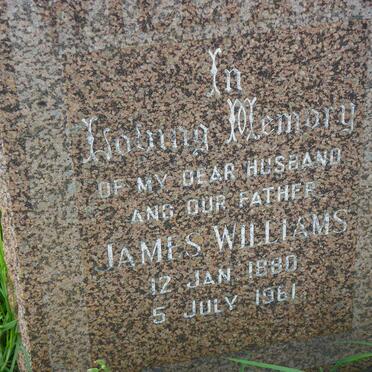 In
Loving Memory
OF MY DEAR HUSBAND
AND OUR FATHER
JAMES WILLIAMS
12 JAN 1880
5 JULY 1961